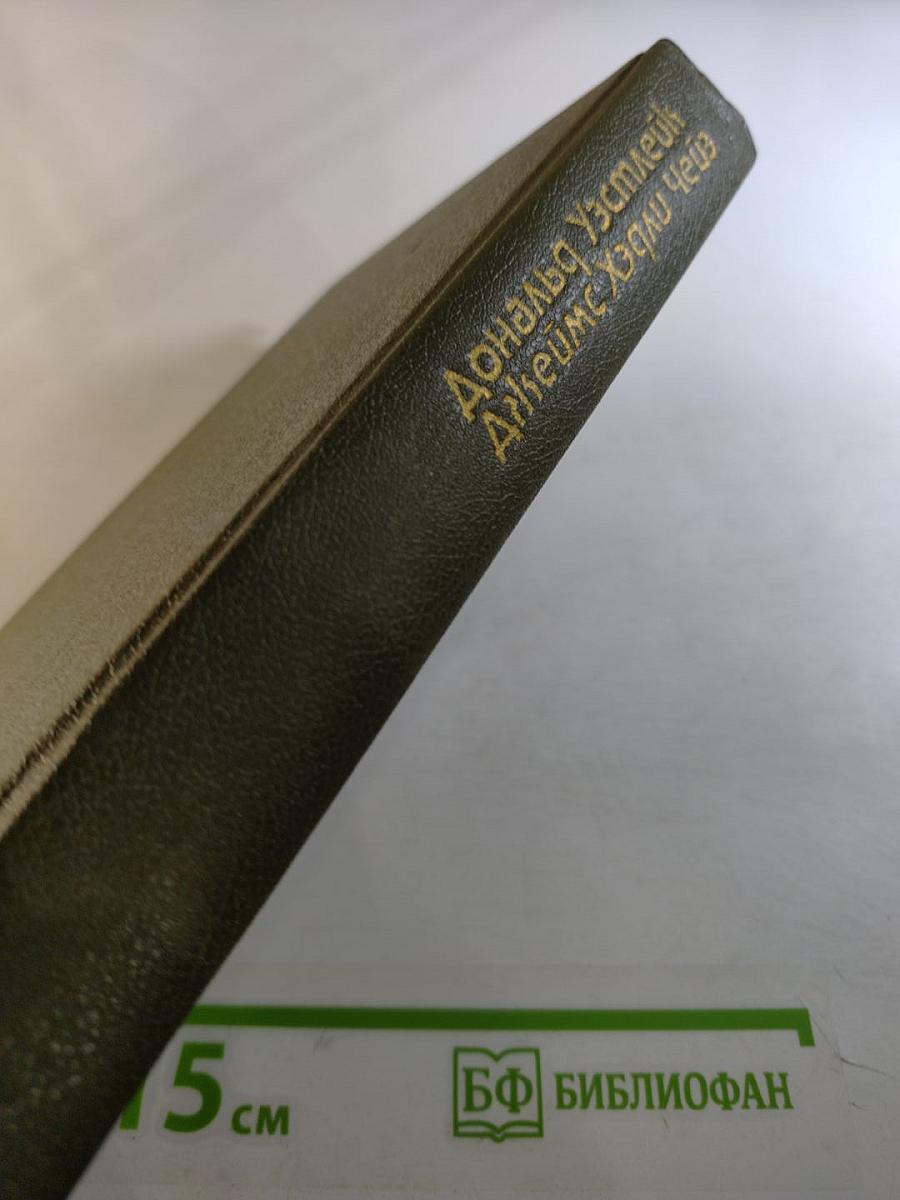 Дональд Уэстлейк
Джеймс Хэдли Чейз
15 см
БФ БИБЛИОФАН